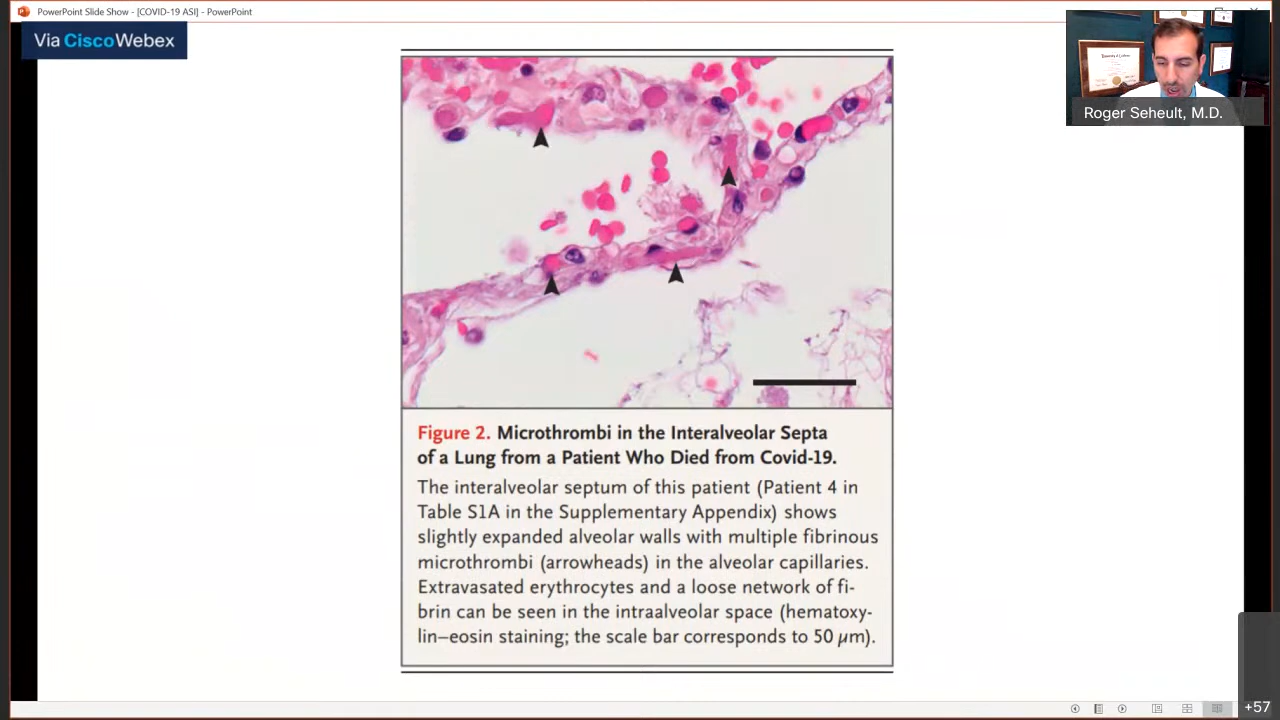 PowerPoint Slide Show - [COVID-19 ASI] - PowerPoint
Via CiscoWebex
Roger Seheult, M.D.
Figure 2. Microthrombi in the Interalveolar Septa
of a Lung from a Patient Who Died from Covid-19.
The interalveolar septum of this patient (Patient 4 in
Table S1A in the Supplementary Appendix) shows
slightly expanded alveolar walls with multiple fibrinous
microthrombi (arrowheads) in the alveolar capillaries.
Extravasated erythrocytes and a loose network of fi-
brin can be seen in the intraalveolar space (hematoxy-
lin–eosin staining; the scale bar corresponds to 50 μm).
+57